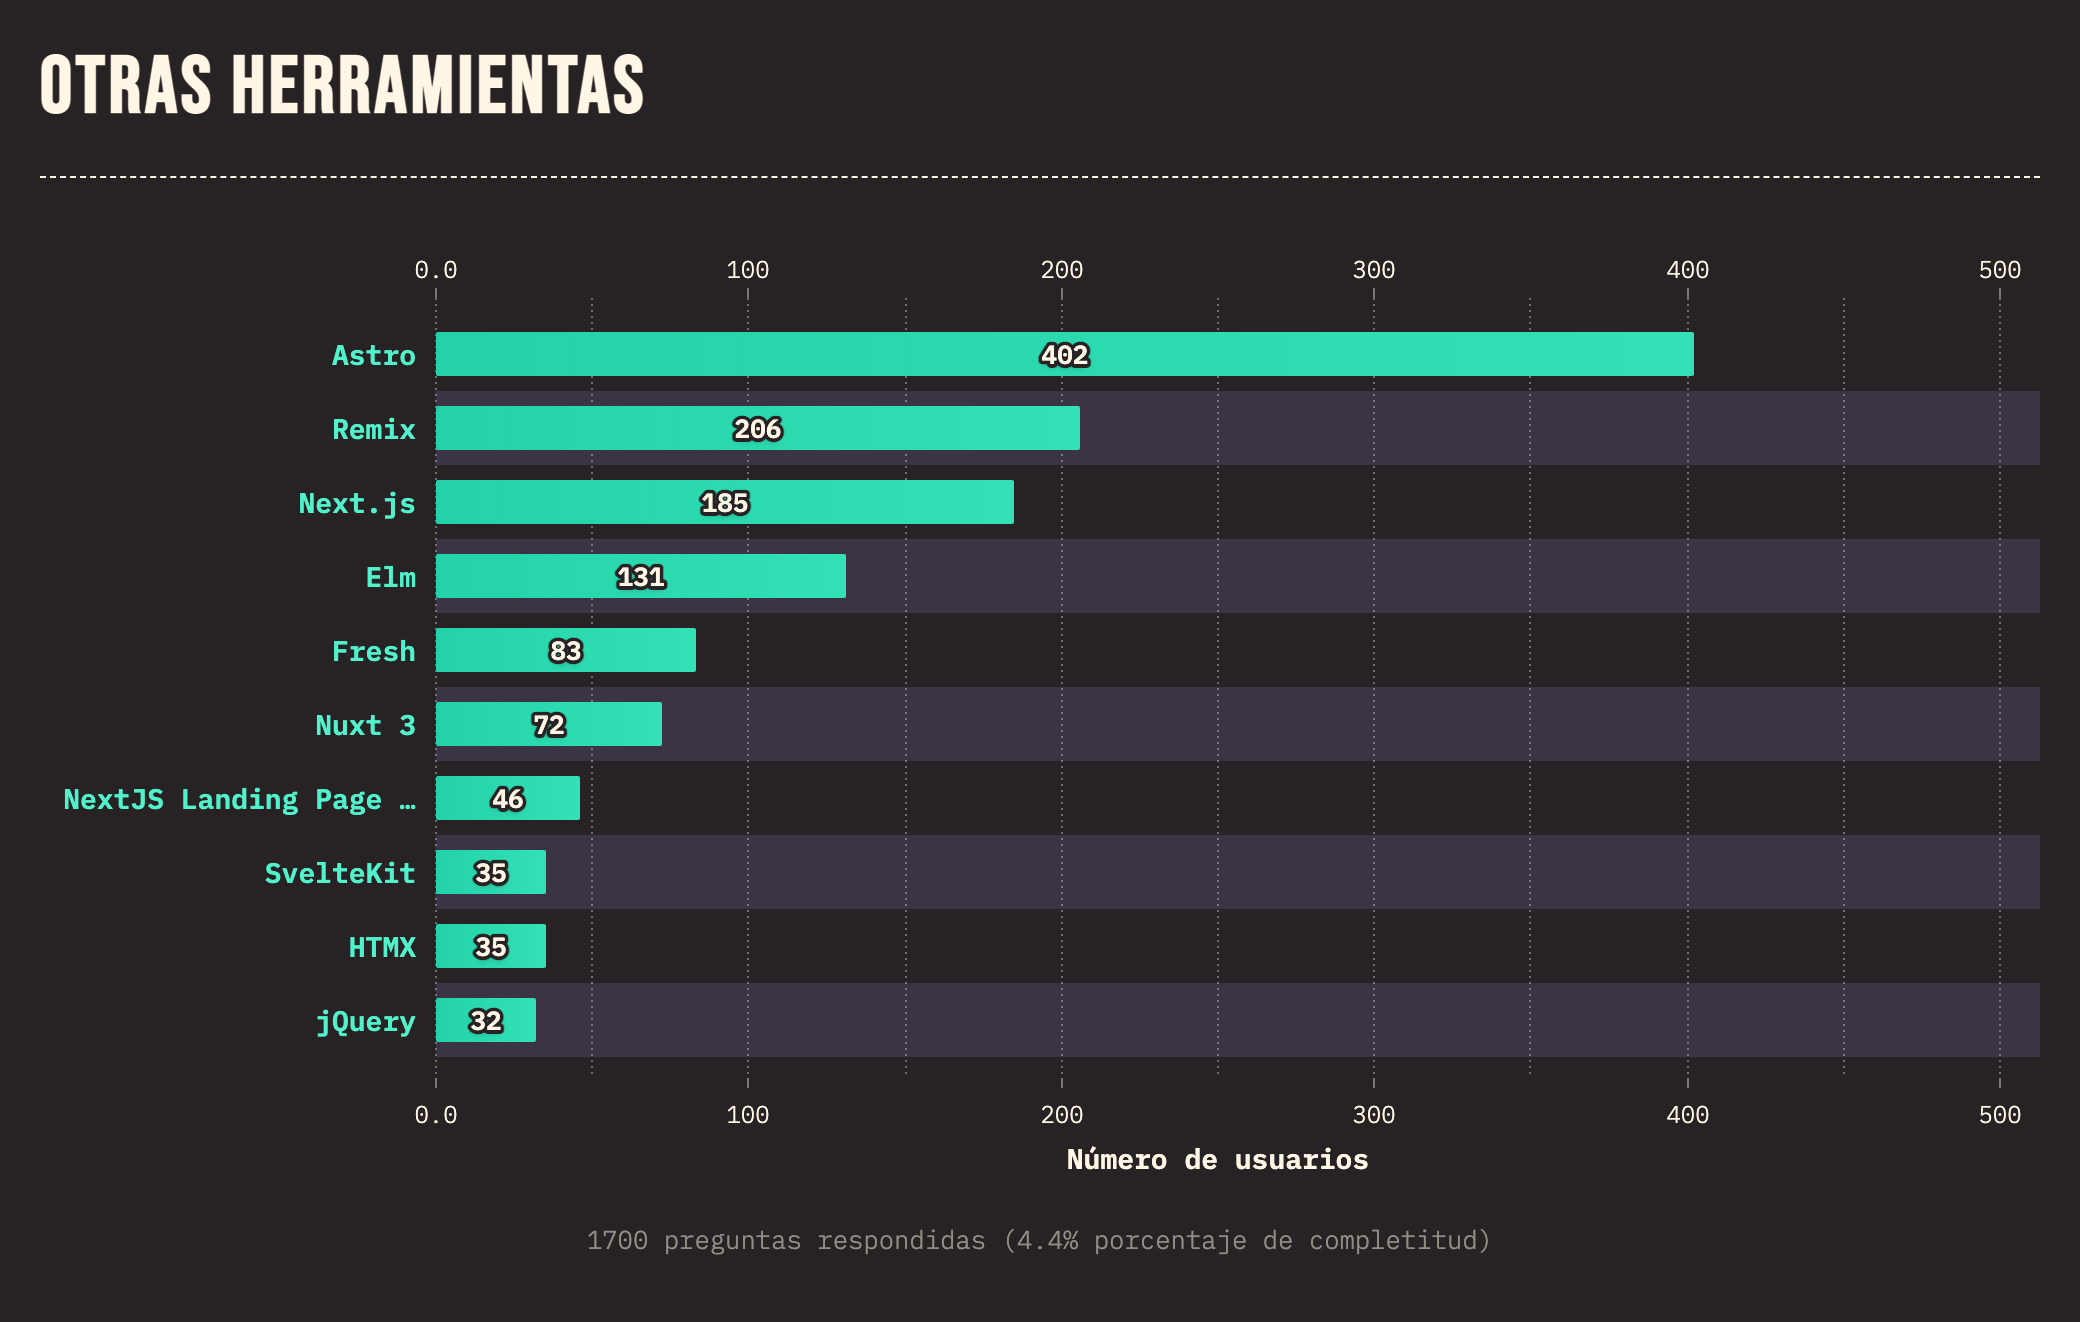 OTRAS HERRAMIENTAS
0.0 100 200 300 400 500
Astro 402
Remix 206
Next.js 185
Elm 131
Fresh 83
Nuxt 3 72
NextJS Landing Page … 46
SvelteKit 35
HTMX 35
jQuery 32
0.0 100 200 300 400 500
Número de usuarios
1700 preguntas respondidas (4.4% porcentaje de completitud)